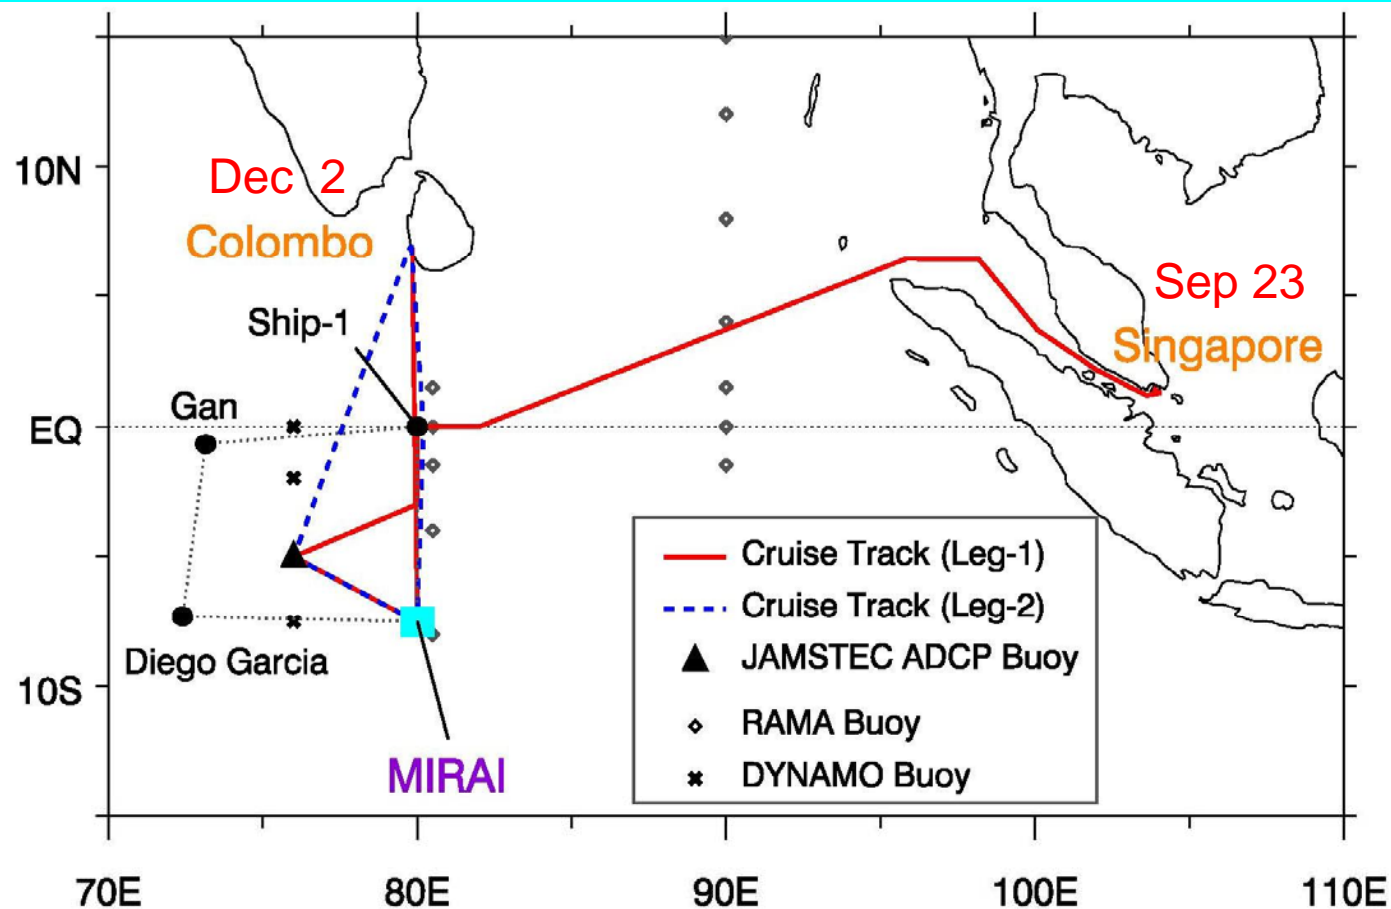 10N
EQ
10S
Dec 2
Colombo
Ship-1
Gan
Diego Garcia
MIRAI
Sep 23
Singapore
Cruise Track (Leg-1)
Cruise Track (Leg-2)
JAMSTEC ADCP Buoy
RAMA Buoy
DYNAMO Buoy
70E 80E 90E 100E 110E